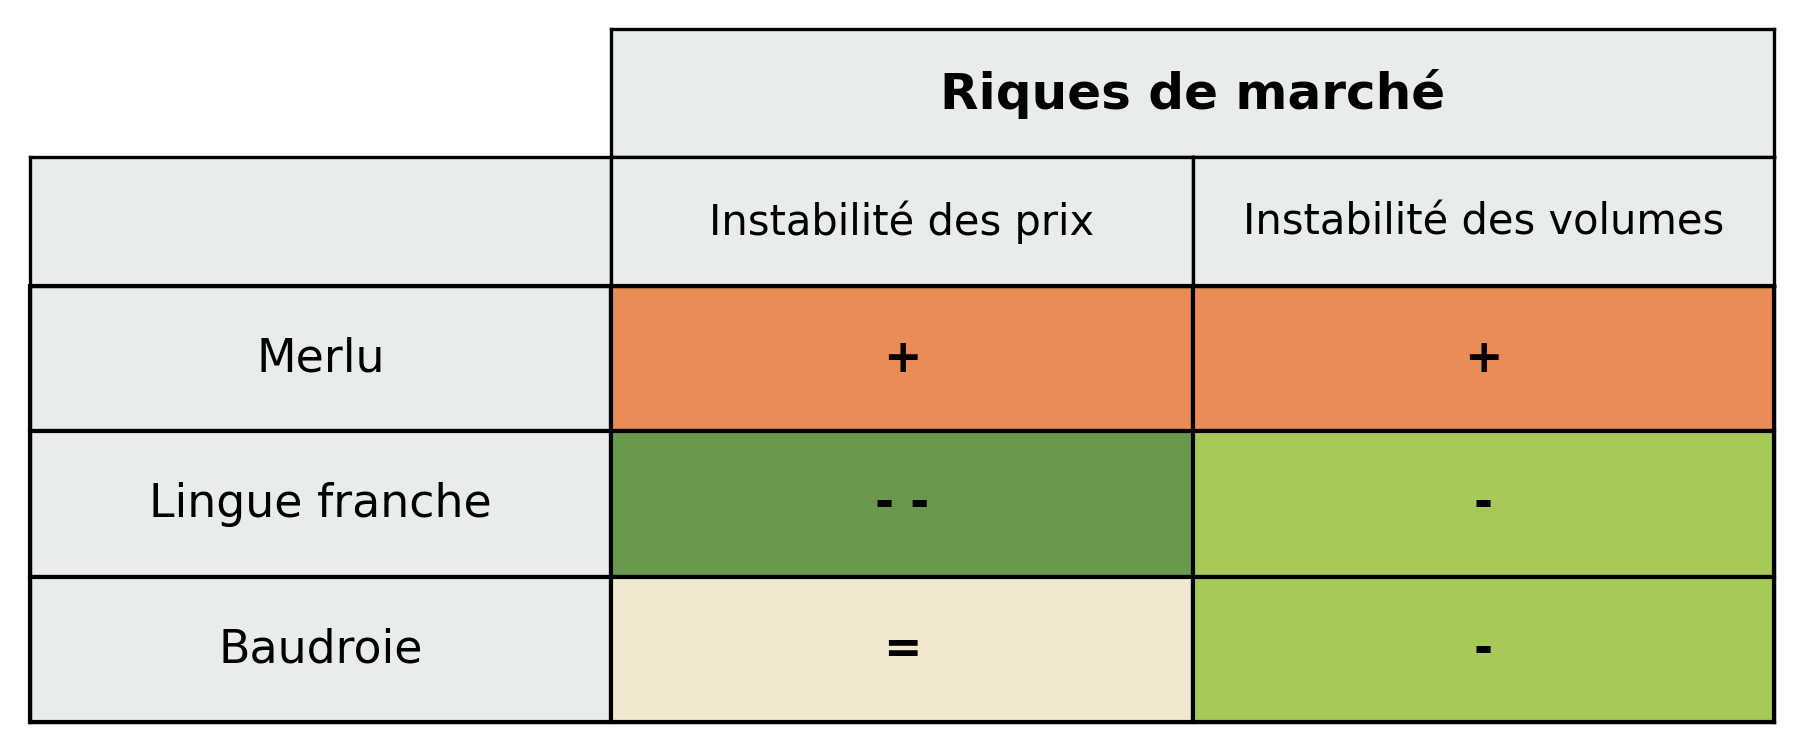 Riques de marché
Instabilité des prix Instabilité des volumes
Merlu + +
Lingue franche - - -
Baudroie = -